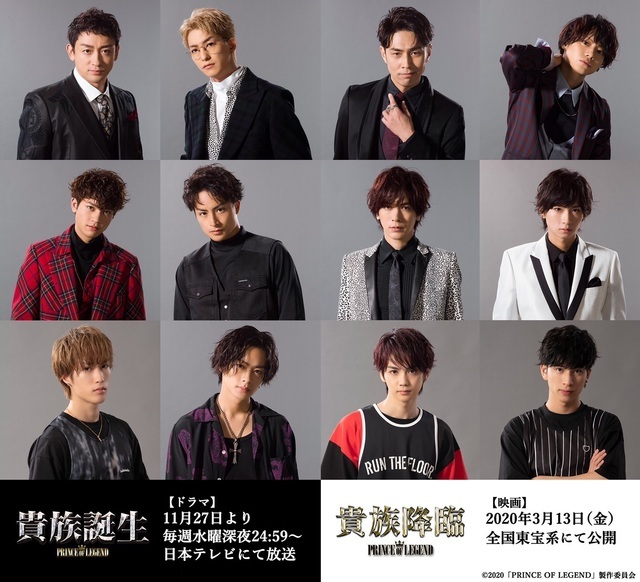 RUN THE FLOOR
貴族誕生
PRINCE OF LEGEND
【ドラマ】
11月27日より
毎週水曜深夜24:59～
日本テレビにて放送
貴族降臨
PRINCE OF LEGEND
【映画】
2020年3月13日(金)
全国東宝系にて公開
©2020「PRINCE OF LEGEND」製作委員会